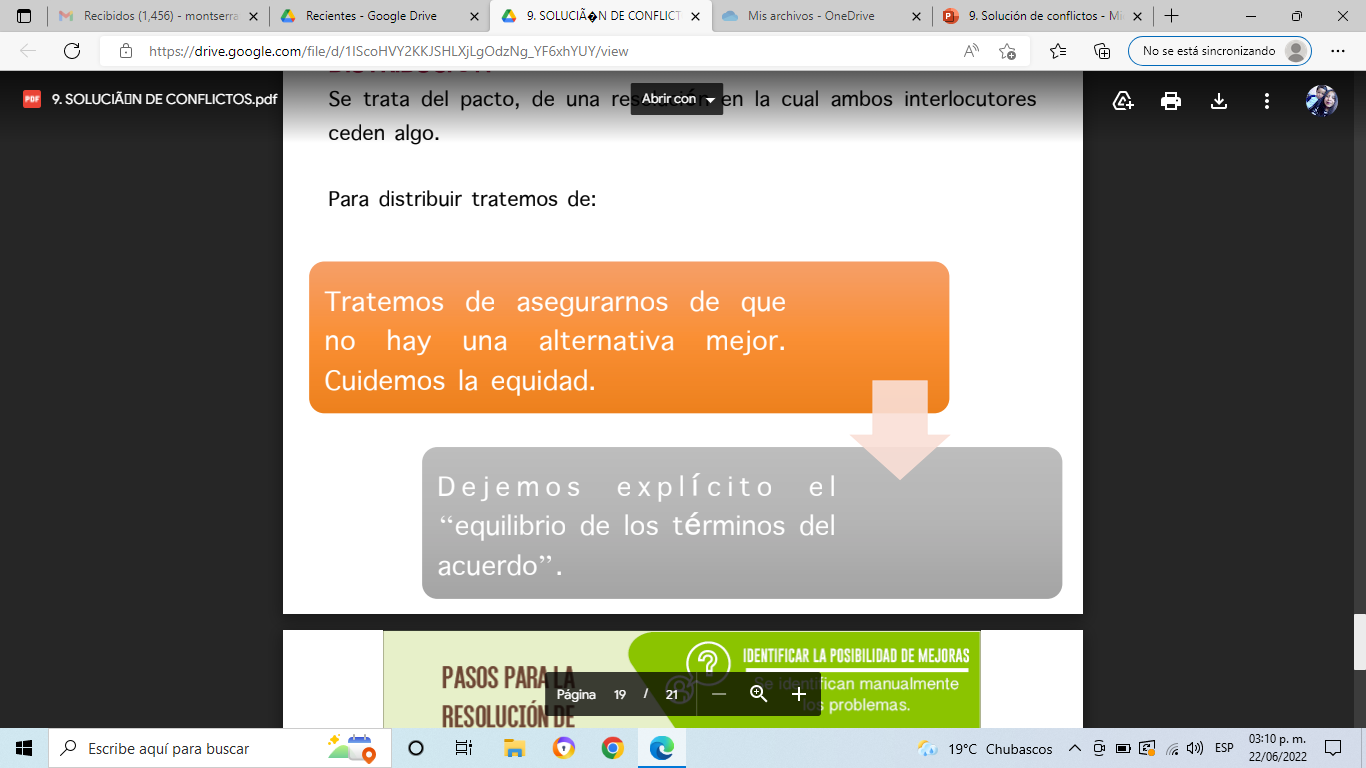 Recibidos (1,456) - montserra
Recientes - Google Drive
9. SOLUCIÃ�N DE CONFLICT
Mis archivos - OneDrive
9. Solución de conflictos - Mi
https://drive.google.com/file/d/1IScoHVY2KKJSHLXjLgOdzNg_YF6xhYUY/view
No se está sincronizando
PDF
9. SOLUCIÃ▯N DE CONFLICTOS.pdf
Abrir con
Se trata del pacto, de una resolución en la cual ambos interlocutores
ceden algo.
Para distribuir tratemos de:
Tratemos de asegurarnos de que
no hay una alternativa mejor.
Cuidemos la equidad.
Dejemos explícito el
“equilibrio de los términos del
acuerdo”.
PASOS PARA LA
RESOLUCIÓN DE
?
IDENTIFICAR LA POSIBILIDAD DE MEJORAS
Se identifican manualmente
los problemas.
Página 19 / 21
Escribe aquí para buscar
19°C Chubascos
ESP
03:10 p. m.
22/06/2022